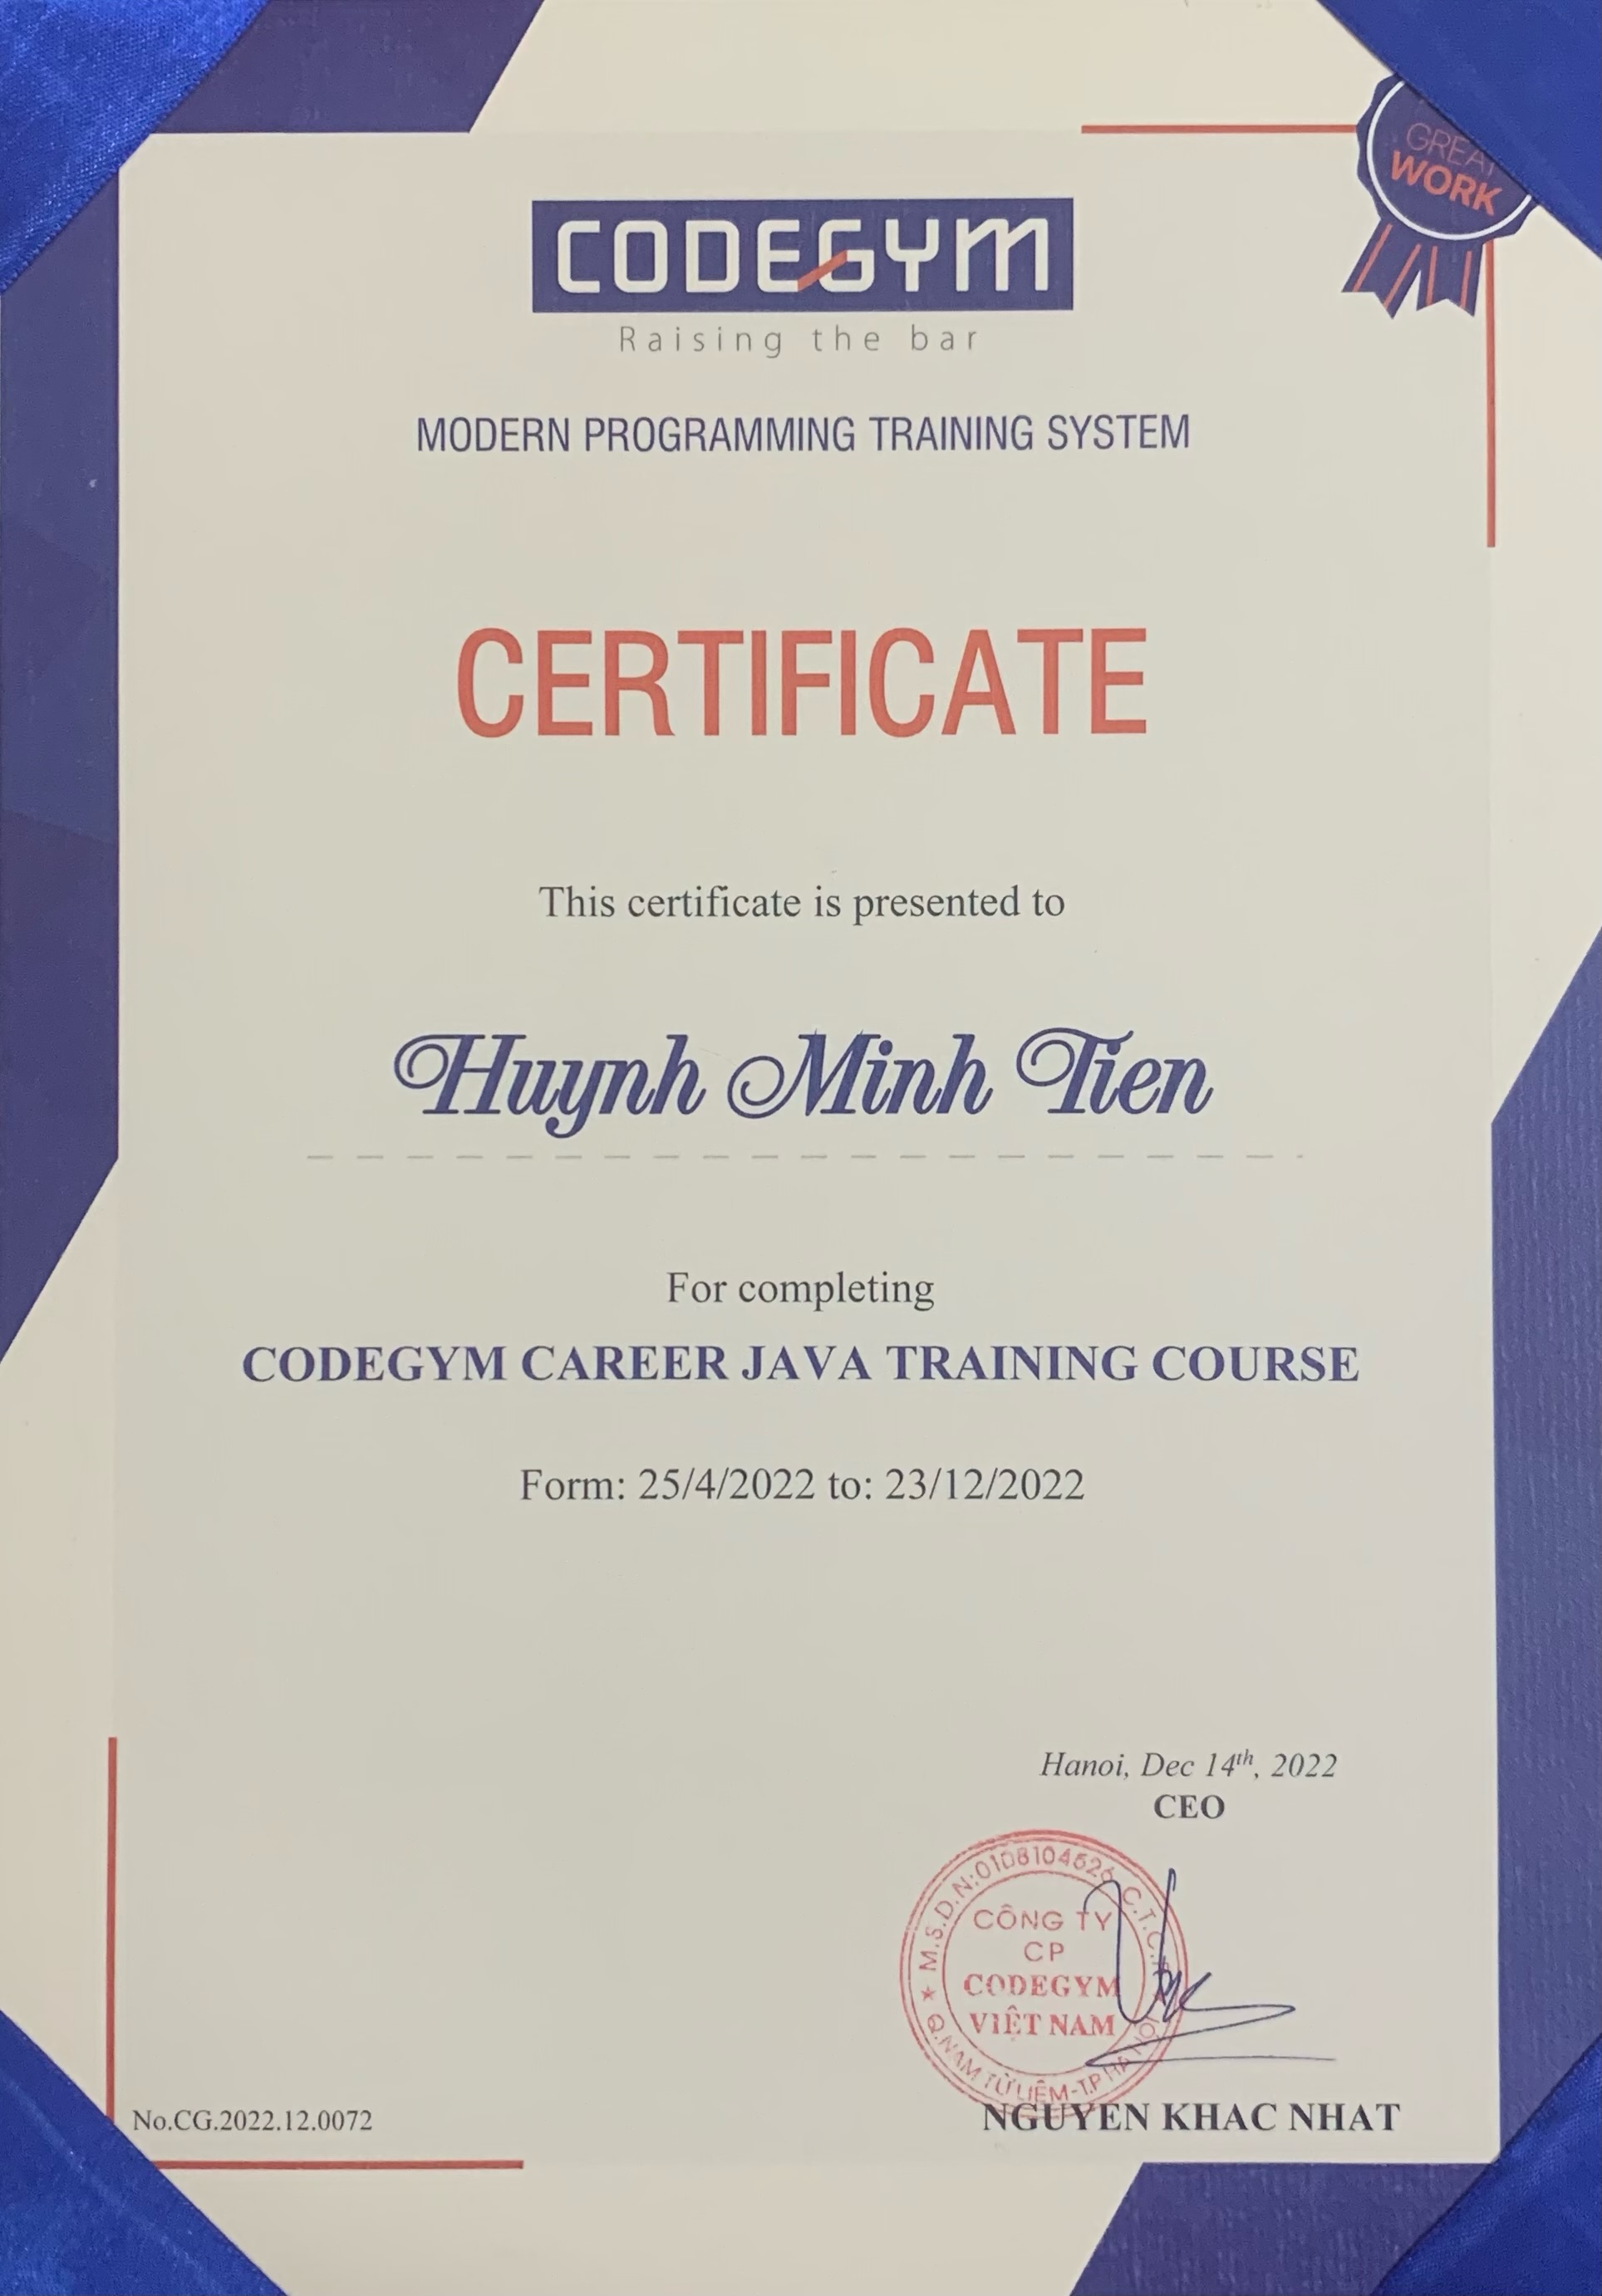 GREAT
WORK
CODEGYM
Raising the bar
MODERN PROGRAMMING TRAINING SYSTEM
CERTIFICATE
This certificate is presented to
Huynh Minh Tien
For completing
CODEGYM CAREER JAVA TRAINING COURSE
Form: 25/4/2022 to: 23/12/2022
Hanoi, Dec 14th, 2022
CEO
M.S.D.N:0108104626 C.T.C.P
CÔNG TY
CP
CODEGYM
VIỆT NAM
Q.NAM TỪ LIÊM-T.P HÀ NỘI
NGUYEN KHAC NHAT
No.CG.2022.12.0072